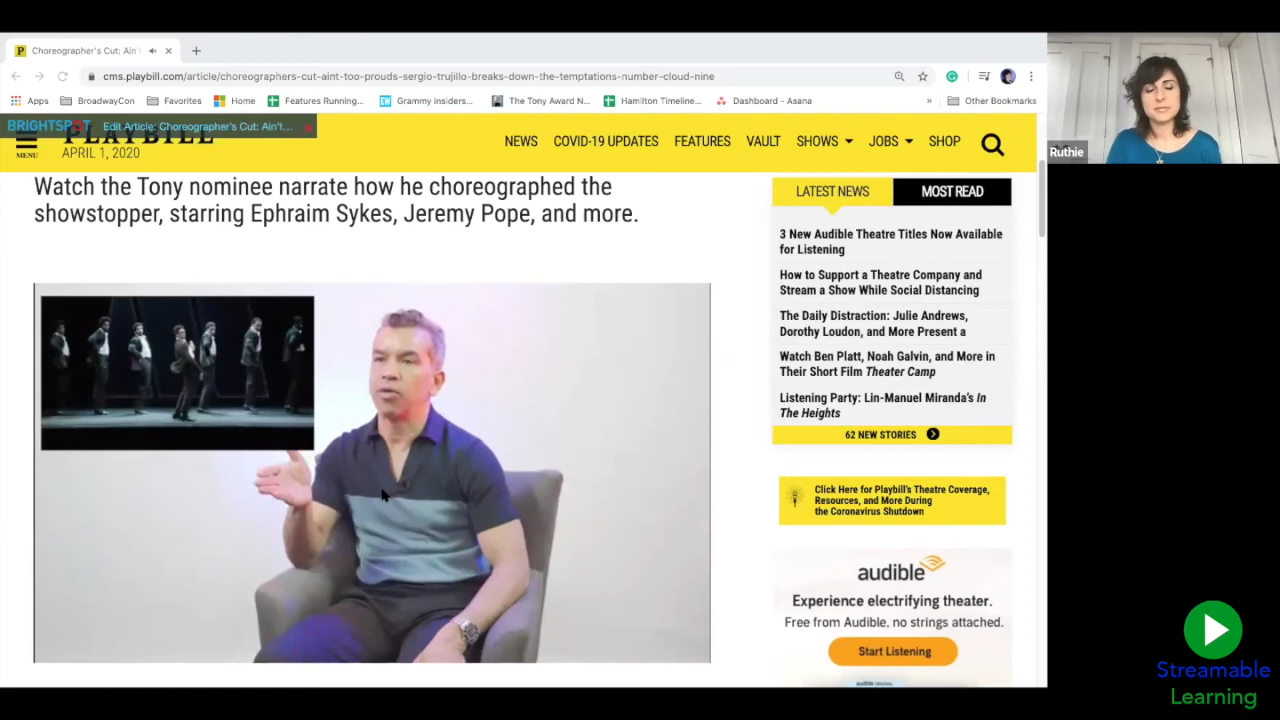 Choreographer's Cut: Ain't
cms.playbill.com/article/choreographers-cut-aint-too-prouds-sergio-trujillo-breaks-down-the-temptations-number-cloud-nine
Apps BroadwayCon Favorites Home Features Running... Grammy insiders... The Tony Award N... Hamilton Timeline... Dashboard - Asana » Other Bookmarks
BRIGHTSPOT Edit Article: Choreographer's Cut: Ain't...
MENU
PLAYBILL
APRIL 1, 2020
NEWS COVID-19 UPDATES FEATURES VAULT SHOWS JOBS SHOP
Ruthie
Watch the Tony nominee narrate how he choreographed the
showstopper, starring Ephraim Sykes, Jeremy Pope, and more.
LATEST NEWS MOST READ
3 New Audible Theatre Titles Now Available
for Listening
How to Support a Theatre Company and
Stream a Show While Social Distancing
The Daily Distraction: Julie Andrews,
Dorothy Loudon, and More Present a
Watch Ben Platt, Noah Galvin, and More in
Their Short Film Theater Camp
Listening Party: Lin-Manuel Miranda's In
The Heights
62 NEW STORIES
Click Here for Playbill's Theatre Coverage,
Resources, and More During
the Coronavirus Shutdown
audible
Experience electrifying theater.
Free from Audible, no strings attached.
Start Listening
Streamable
Learning